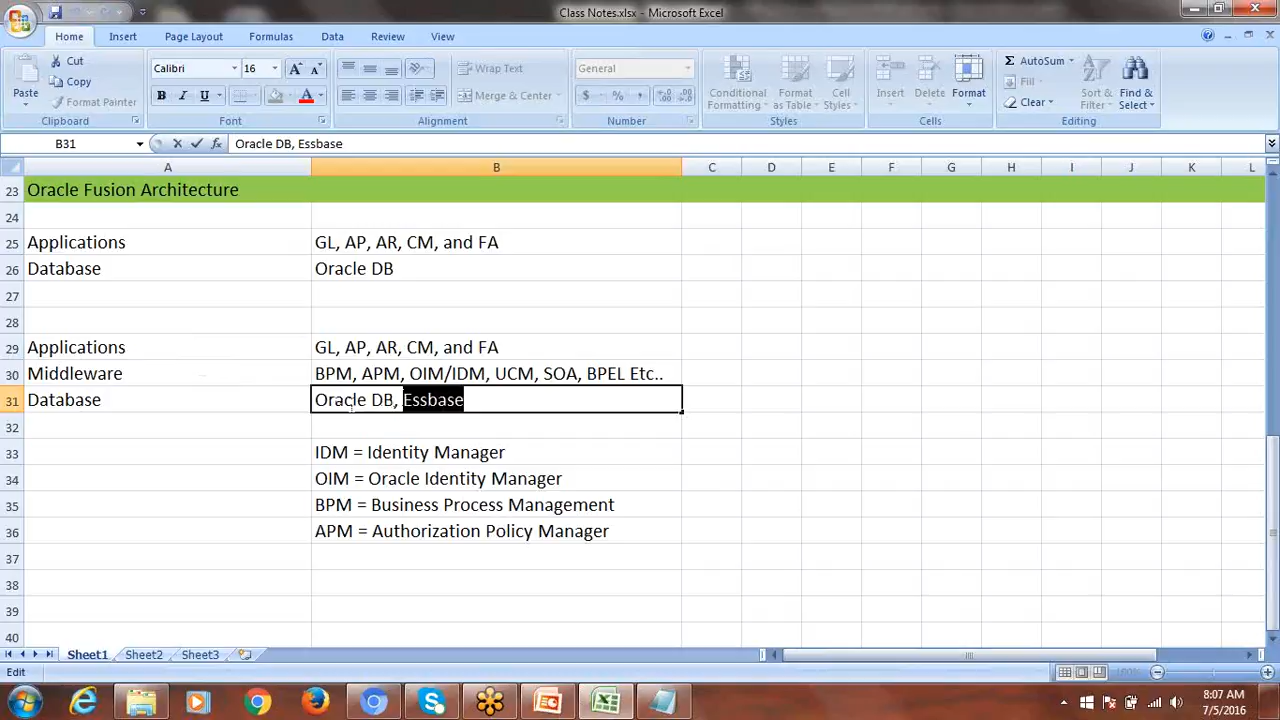 Class Notes.xlsx - Microsoft Excel
Home Insert Page Layout Formulas Data Review View
Paste
Cut
Copy
Format Painter
Clipboard
Calibri 16
A A
B I U A
Font
Wrap Text
Merge & Center
Alignment
General
$ % ,
Number
Conditional Formatting
Format as Table
Cell Styles
Styles
Insert
Delete
Format
Cells
Σ AutoSum
Fill
Clear
Sort & Filter
Find & Select
Editing
B31 fx Oracle DB, Essbase
A B C D E F G H I J K L
23 Oracle Fusion Architecture
24
25 Applications GL, AP, AR, CM, and FA
26 Database Oracle DB
27
28
29 Applications GL, AP, AR, CM, and FA
30 Middleware BPM, APM, OIM/IDM, UCM, SOA, BPEL Etc..
31 Database Oracle DB, Essbase
32
33 IDM = Identity Manager
34 OIM = Oracle Identity Manager
35 BPM = Business Process Management
36 APM = Authorization Policy Manager
37
38
39
40
Sheet1 Sheet2 Sheet3
Edit
8:07 AM
7/5/2016